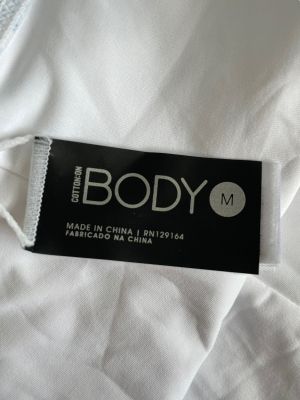 COTTON:ON
BODY M
MADE IN CHINA | RN129164
FABRICADO NA CHINA